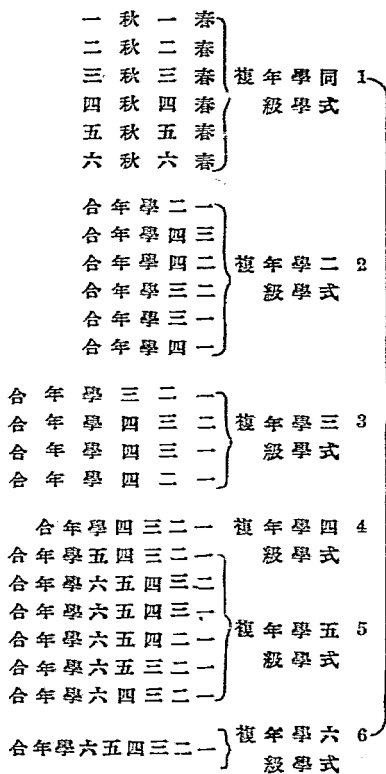 1 同學年複
式學級
春一秋一
春二秋二
春三秋三
春四秋四
春五秋五
春六秋六
2 二學年複
式學級
一二學年合
三四學年合
二四學年合
二三學年合
一三學年合
一四學年合
3 三學年複
式學級
一二三學年合
二三四學年合
一三四學年合
一二四學年合
4 四學年複
式學級
一二三四學年合
5 五學年複
式學級
一二三四五學年合
二三四五六學年合
一三四五六學年合
一二四五六學年合
一二三五六學年合
一二三四六學年合
6 六學年複
式學級
一二三四五六學年合